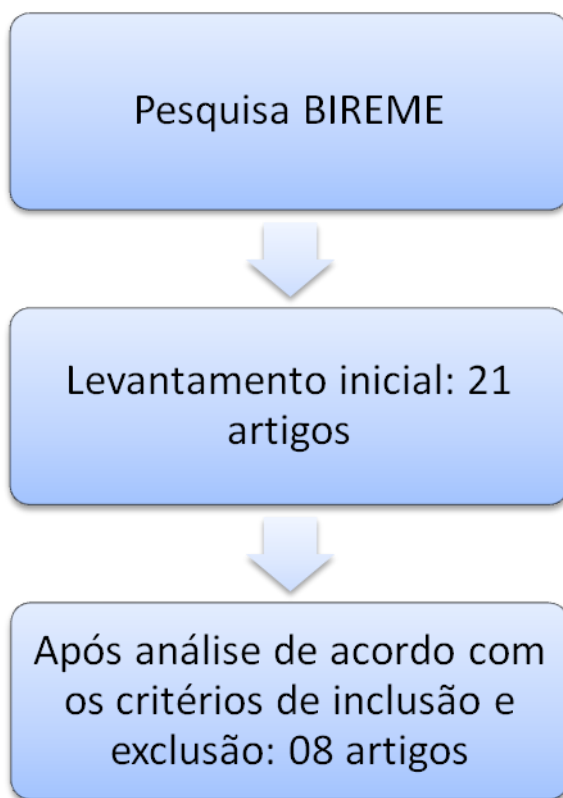 Pesquisa BIREME
Levantamento inicial: 21
artigos
Após análise de acordo com
os critérios de inclusão e
exclusão: 08 artigos